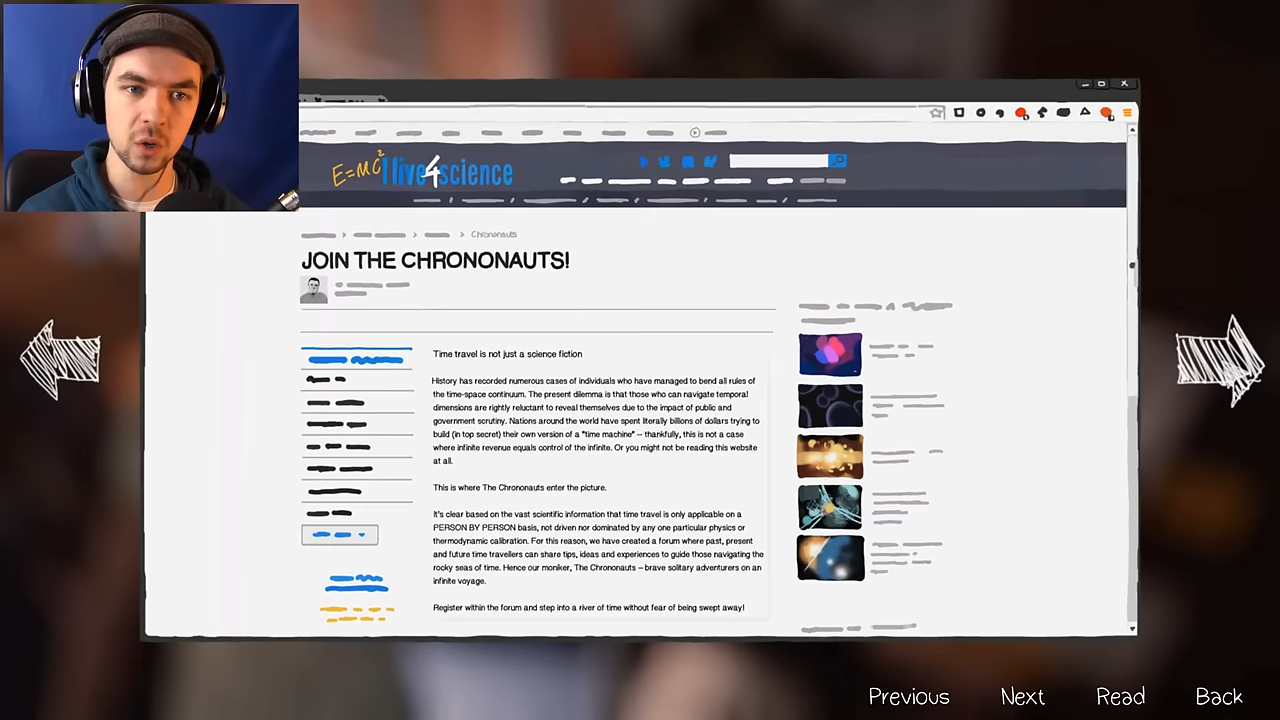 E=MC2 I live4science
Chrononauts
JOIN THE CHRONONAUTS!
Time travel is not just a science fiction
History has recorded numerous cases of individuals who have managed to bend all rules of
the time-space continuum. The present dilemma is that those who can navigate temporal
dimensions are rightly reluctant to reveal themselves due to the impact of public and
government scrutiny. Nations around the world have spent literally billions of dollars trying to
build (in top secret) their own version of a "time machine" -- thankfully, this is not a case
where infinite revenue equals control of the infinite. Or you might not be reading this website
at all.
This is where The Chrononauts enter the picture.
It's clear based on the vast scientific information that time travel is only applicable on a
PERSON BY PERSON basis, not driven nor dominated by any one particular physics or
thermodynamic calibration. For this reason, we have created a forum where past, present
and future time travellers can share tips, ideas and experiences to guide those navigating the
rocky seas of time. Hence our moniker, The Chrononauts – brave solitary adventurers on an
infinite voyage.
Register within the forum and step into a river of time without fear of being swept away!
Previous Next Read Back